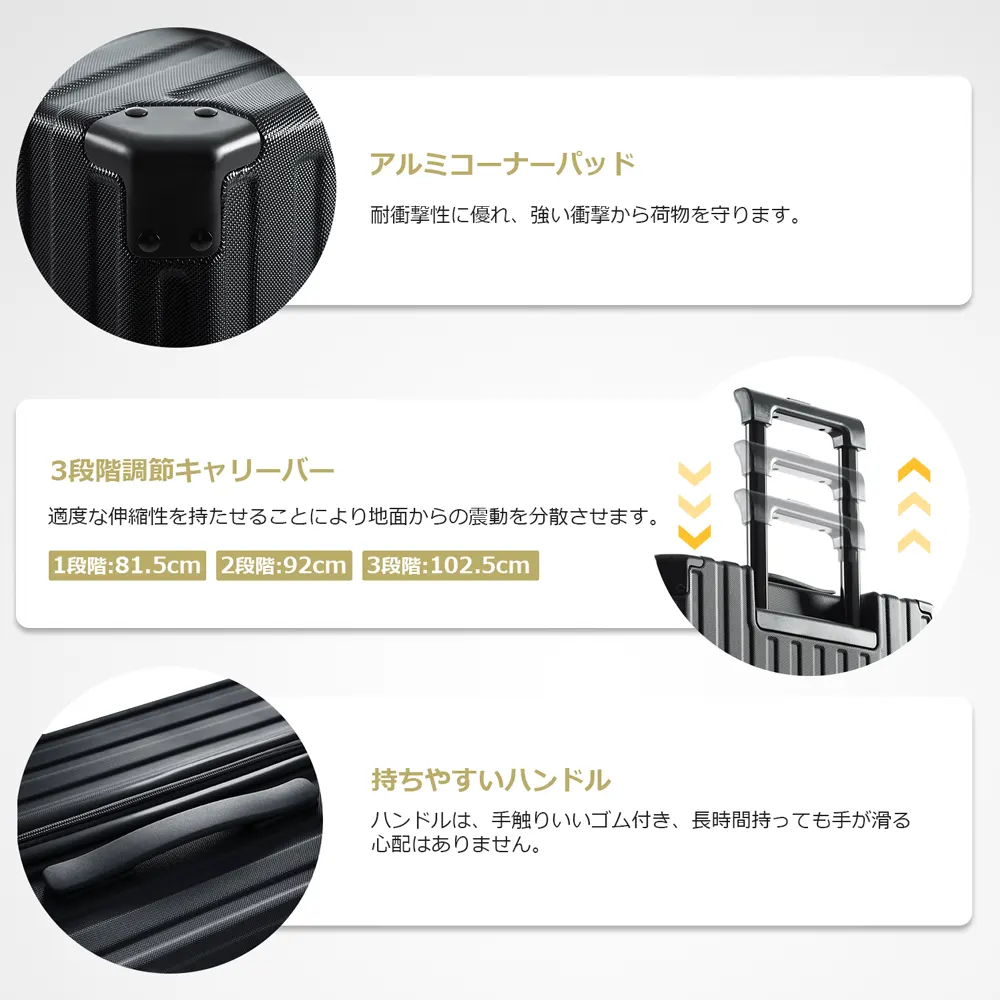 アルミコーナーパッド
耐衝撃性に優れ、強い衝撃から荷物を守ります。
3段階調節キャリーバー
適度な伸縮性を持たせることにより地面からの震動を分散させます。
1段階:81.5cm 2段階:92cm 3段階:102.5cm
持ちやすいハンドル
ハンドルは、手触りいいゴム付き、長時間持っても手が滑る
心配はありません。